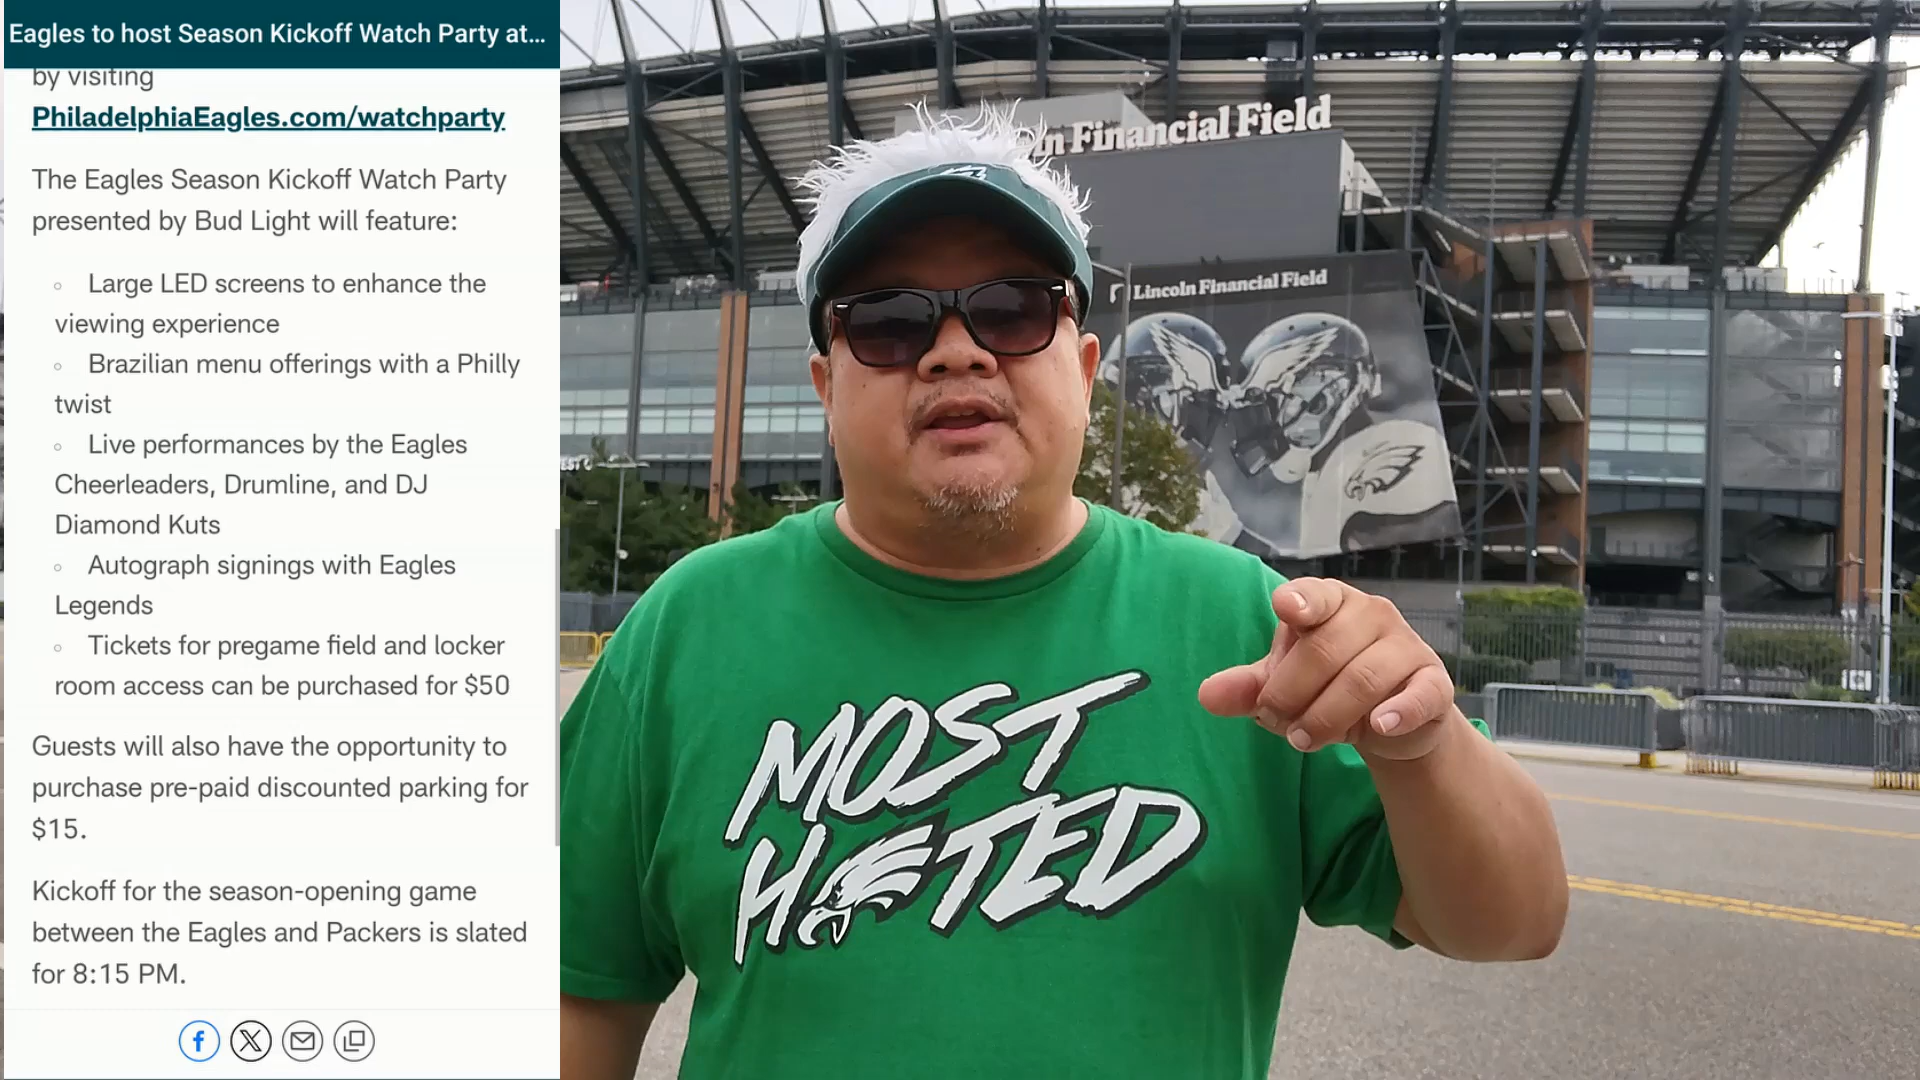 Eagles to host Season Kickoff Watch Party at...
by visiting
PhiladelphiaEagles.com/watchparty
The Eagles Season Kickoff Watch Party
presented by Bud Light will feature:
Large LED screens to enhance the
viewing experience
Brazilian menu offerings with a Philly
twist
Live performances by the Eagles
Cheerleaders, Drumline, and DJ
Diamond Kuts
Autograph signings with Eagles
Legends
Tickets for pregame field and locker
room access can be purchased for $50
Guests will also have the opportunity to
purchase pre-paid discounted parking for
$15.
Kickoff for the season-opening game
between the Eagles and Packers is slated
for 8:15 PM.
Financial Field
Lincoln Financial Field
MOST
HATED